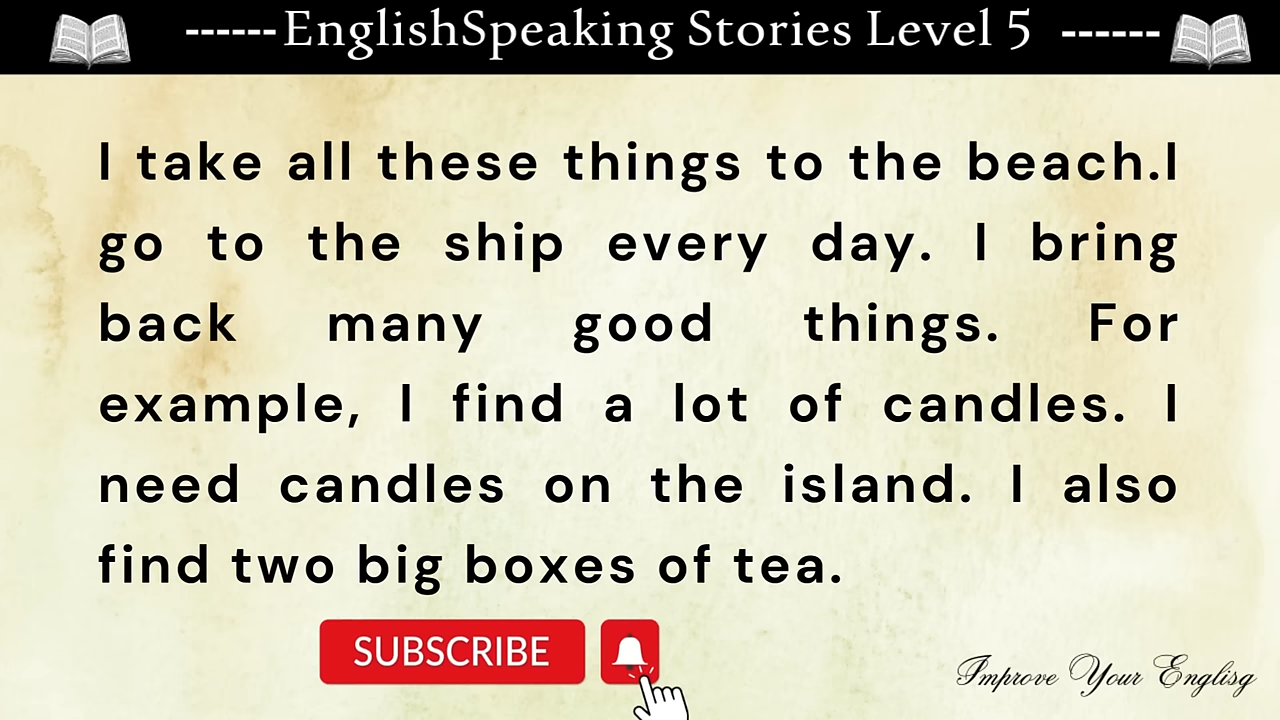 ------EnglishSpeaking Stories Level 5 ------
I take all these things to the beach.I
go to the ship every day. I bring
back many good things. For
example, I find a lot of candles. I
need candles on the island. I also
find two big boxes of tea.
SUBSCRIBE
Improve Your Englisg